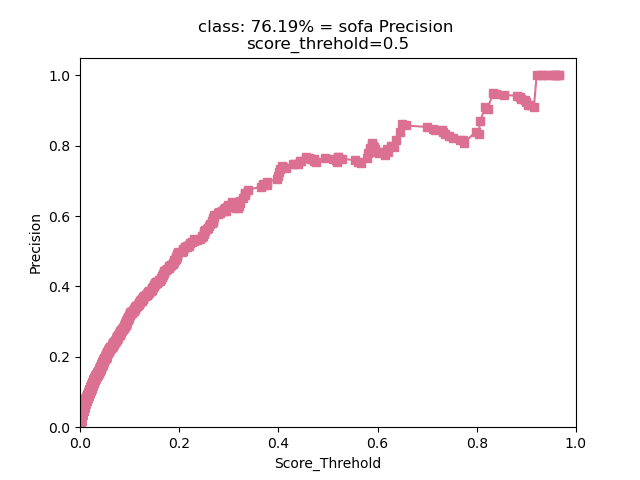 class: 76.19% = sofa Precision
score_threhold=0.5
1.0
0.8
0.6
0.4
0.2
0.0
Precision
0.0 0.2 0.4 0.6 0.8 1.0
Score_Threhold